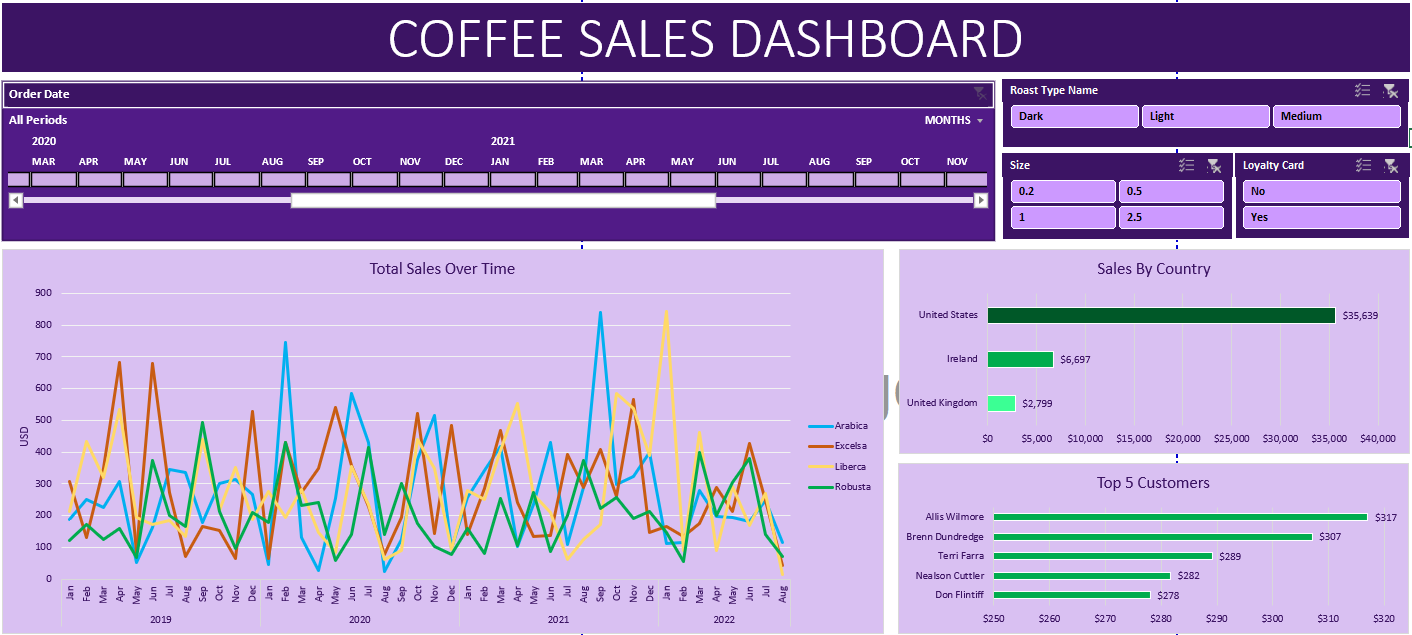 COFFEE SALES DASHBOARD
Order Date
All Periods
MONTHS
2020 2021
MAR APR MAY JUN JUL AUG SEP OCT NOV DEC JAN FEB MAR APR MAY JUN JUL AUG SEP OCT NOV
Roast Type Name
Dark Light Medium
Size
0.2 0.5
1 2.5
Loyalty Card
No
Yes
Total Sales Over Time
900
800
700
600
500
400
300
200
100
0
USD
Jan Feb Mar Apr May Jun Jul Aug Sep Oct Nov Dec Jan Feb Mar Apr May Jun Jul Aug Sep Oct Nov Dec Jan Feb Mar Apr May Jun Jul Aug Sep Oct Nov Dec Jan Feb Mar Apr May Jun Jul Aug
2019 2020 2021 2022
Arabica
Excelsa
Liberca
Robusta
Sales By Country
United States $35,639
Ireland $6,697
United Kingdom $2,799
$0 $5,000 $10,000 $15,000 $20,000 $25,000 $30,000 $35,000 $40,000
Top 5 Customers
Allis Wilmore $317
Brenn Dundredge $307
Terri Farra $289
Nealson Cuttler $282
Don Flintiff $278
$250 $260 $270 $280 $290 $300 $310 $320